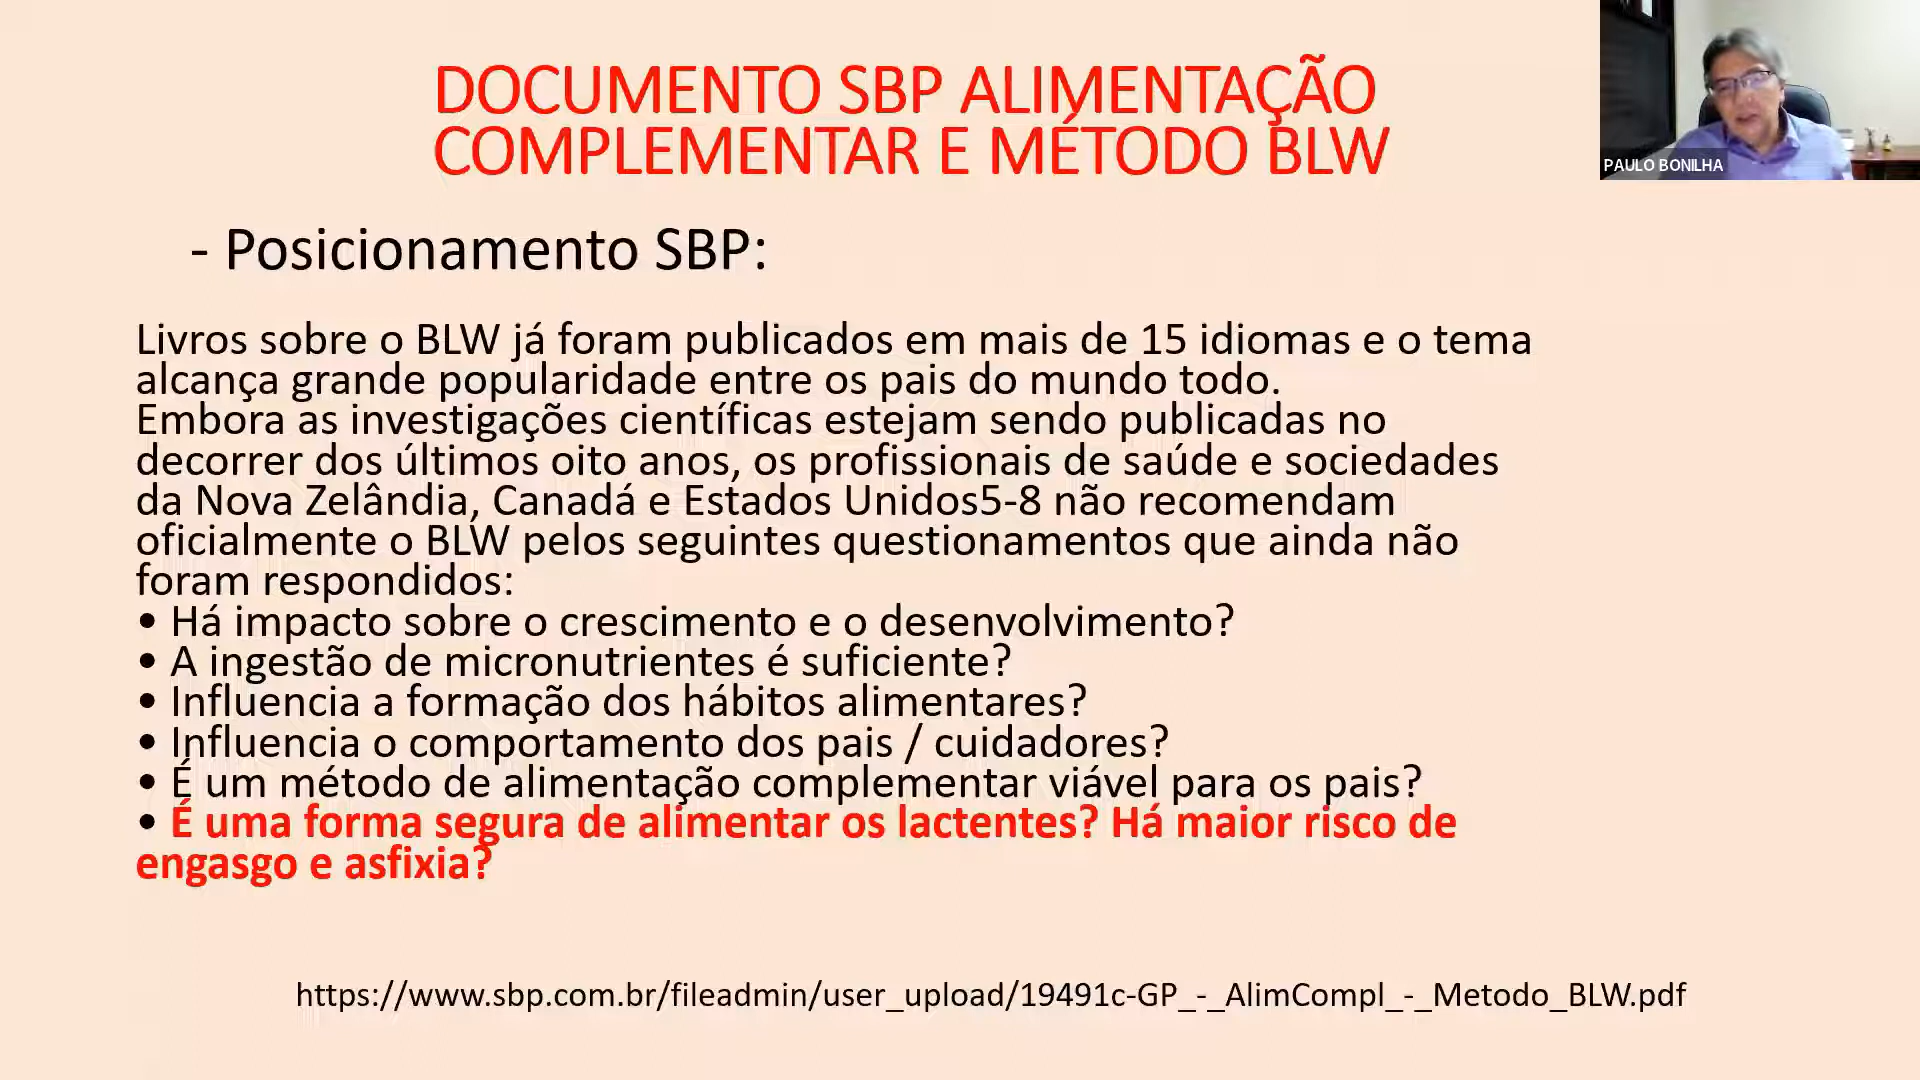 DOCUMENTO SBP ALIMENTAÇÃO
COMPLEMENTAR E MÉTODO BLW
PAULO BONILHA
- Posicionamento SBP:
Livros sobre o BLW já foram publicados em mais de 15 idiomas e o tema
alcança grande popularidade entre os pais do mundo todo.
Embora as investigações científicas estejam sendo publicadas no
decorrer dos últimos oito anos, os profissionais de saúde e sociedades
da Nova Zelândia, Canadá e Estados Unidos5-8 não recomendam
oficialmente o BLW pelos seguintes questionamentos que ainda não
foram respondidos:
• Há impacto sobre o crescimento e o desenvolvimento?
• A ingestão de micronutrientes é suficiente?
• Influencia a formação dos hábitos alimentares?
• Influencia o comportamento dos pais / cuidadores?
• É um método de alimentação complementar viável para os pais?
• É uma forma segura de alimentar os lactentes? Há maior risco de
engasgo e asfixia?
https://www.sbp.com.br/fileadmin/user_upload/19491c-GP_-_AlimCompl_-_Metodo_BLW.pdf